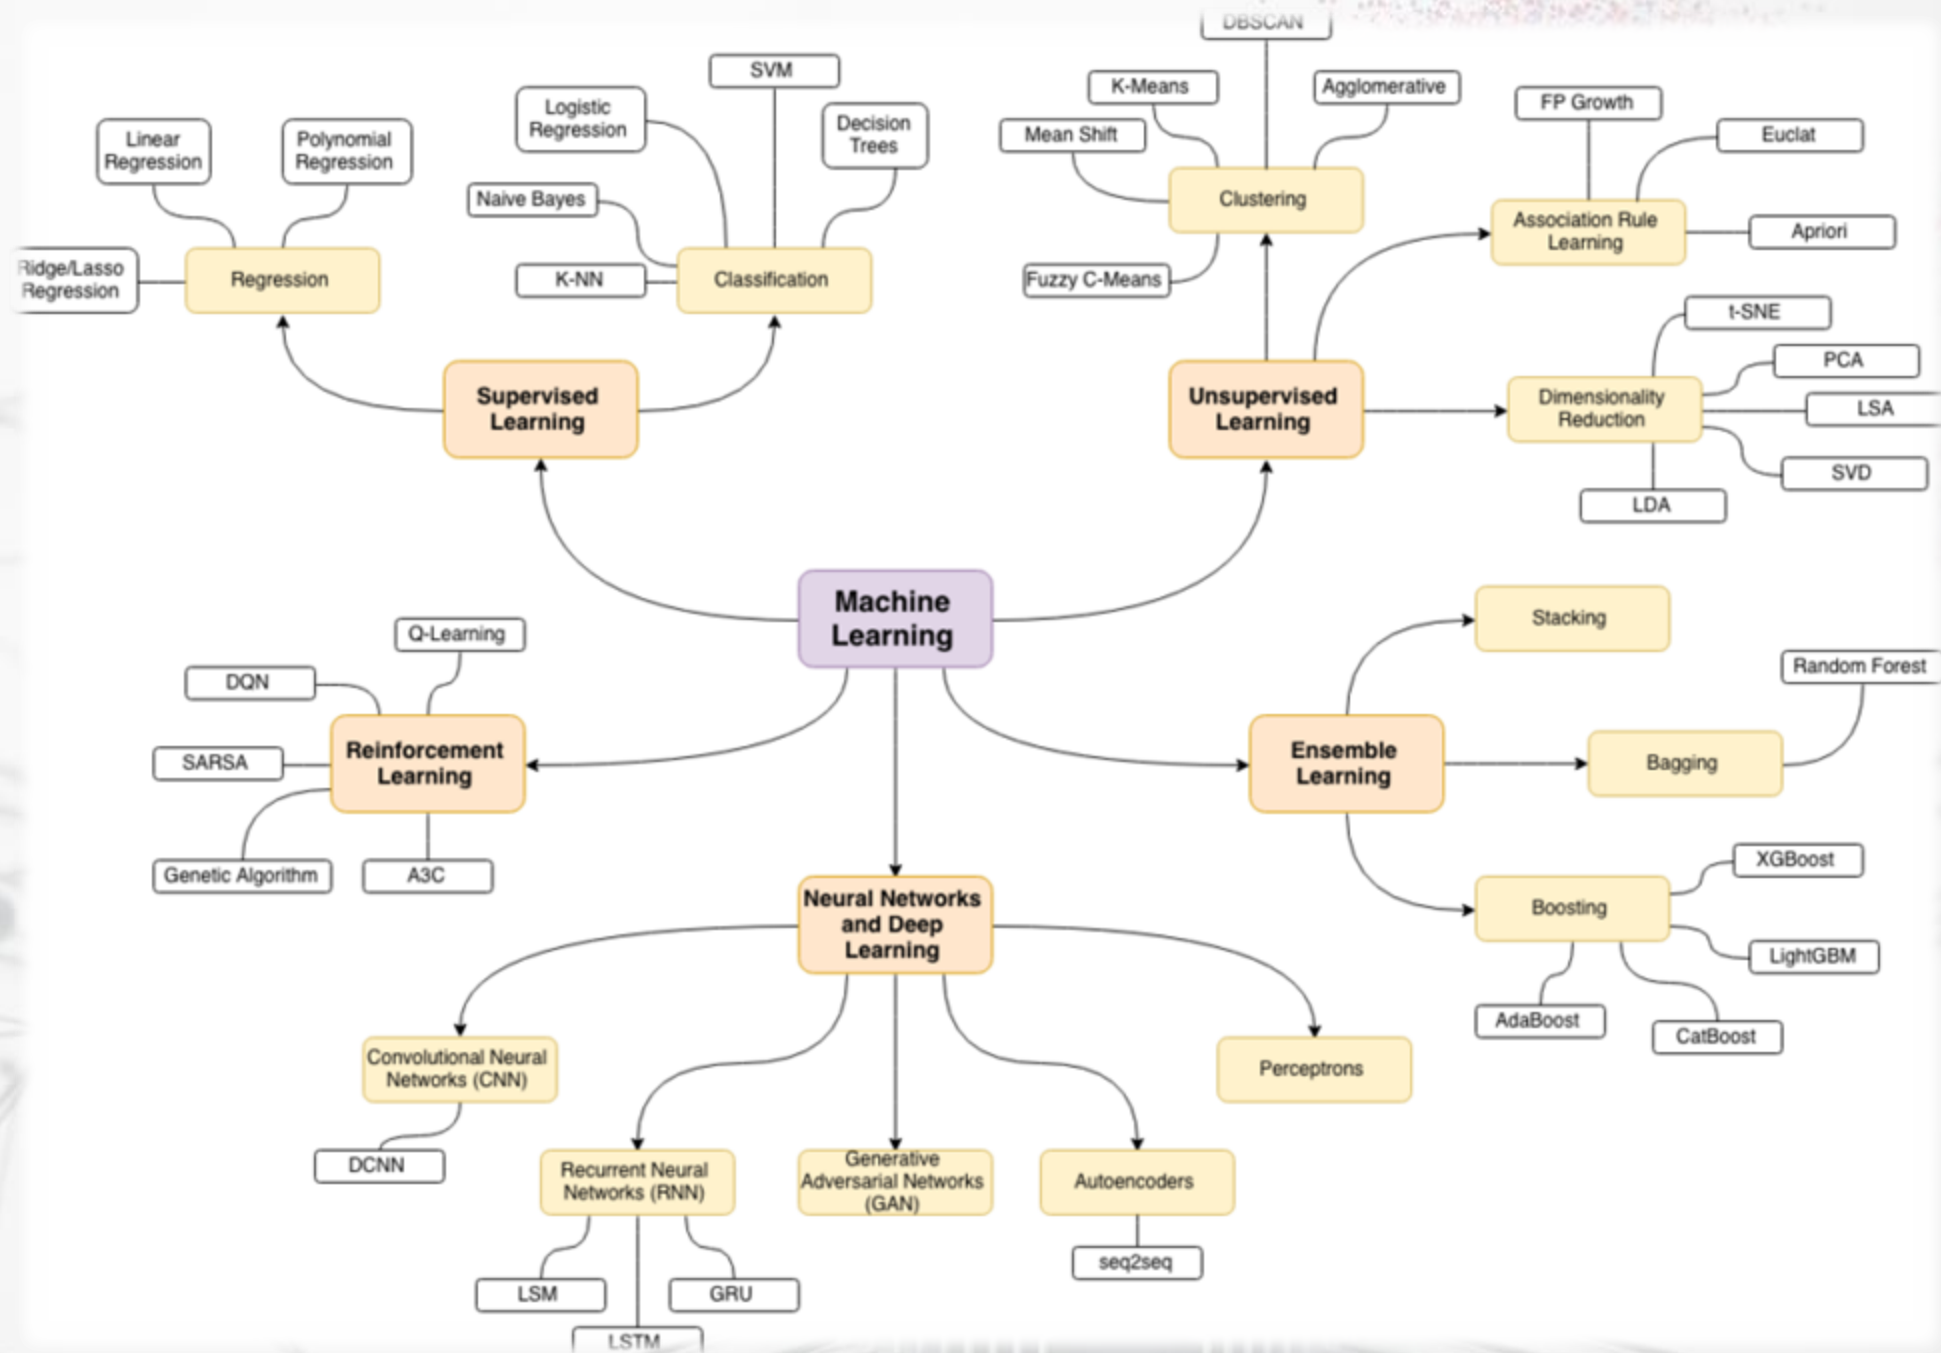 DBSCAN
SVM
K-Means
Agglomerative
Logistic
Regression
FP Growth
Linear
Regression
Polynomial
Regression
Decision
Trees
Mean Shift
Euclat
Naive Bayes
Clustering
Association Rule
Learning
Apriori
Ridge/Lasso
Regression
Regression
K-NN
Classification
Fuzzy C-Means
t-SNE
PCA
Supervised
Learning
Unsupervised
Learning
Dimensionality
Reduction
LSA
SVD
LDA
Machine
Learning
Stacking
Q-Learning
Random Forest
DQN
Reinforcement
Learning
SARSA
Ensemble
Learning
Bagging
Genetic Algorithm
A3C
XGBoost
Neural Networks
and Deep
Learning
Boosting
LightGBM
AdaBoost
CatBoost
Convolutional Neural
Networks (CNN)
Perceptrons
DCNN
Recurrent Neural
Networks (RNN)
Generative
Adversarial Networks
(GAN)
Autoencoders
seq2seq
LSM
GRU
LSTM